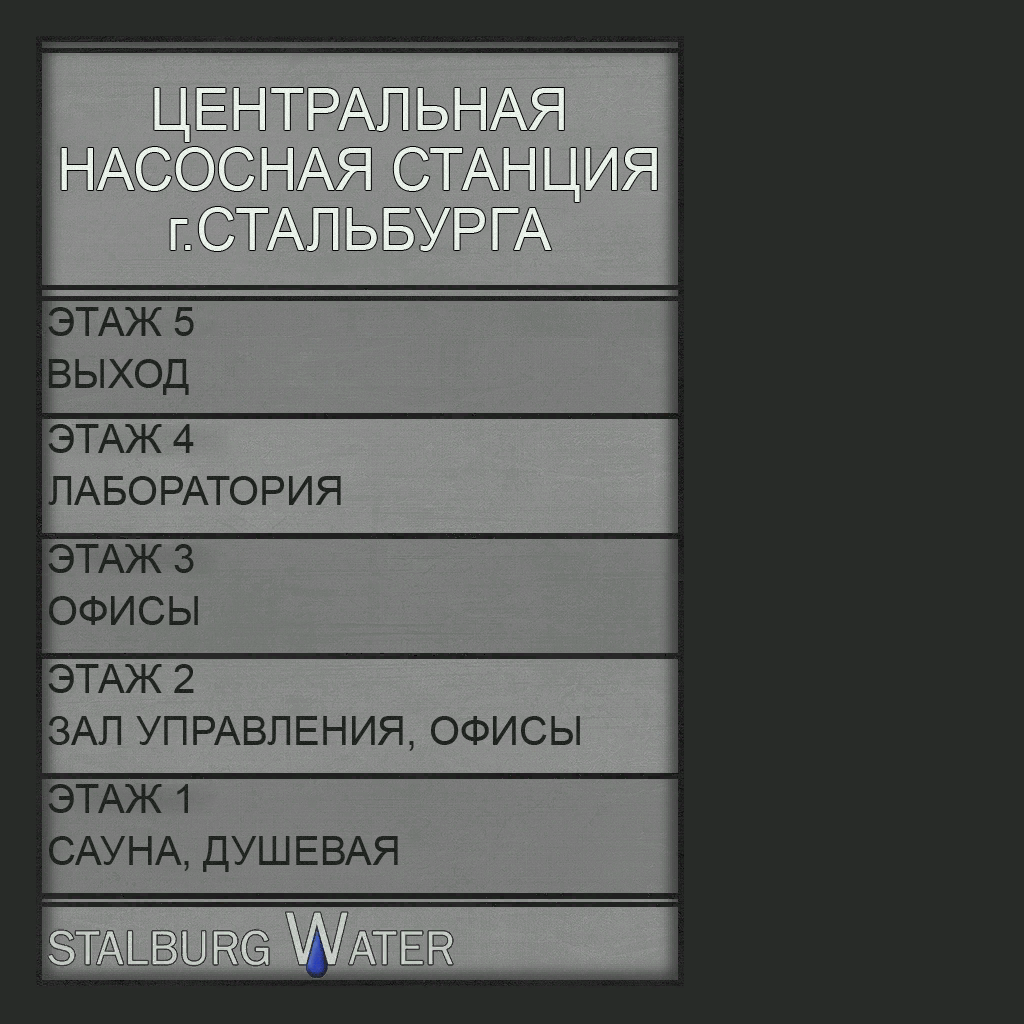 ЦЕНТРАЛЬНАЯ
НАСОСНАЯ СТАНЦИЯ
г.СТАЛЬБУРГА
ЭТАЖ 5
ВЫХОД
ЭТАЖ 4
ЛАБОРАТОРИЯ
ЭТАЖ 3
ОФИСЫ
ЭТАЖ 2
ЗАЛ УПРАВЛЕНИЯ, ОФИСЫ
ЭТАЖ 1
САУНА, ДУШЕВАЯ
STALBURG WATER